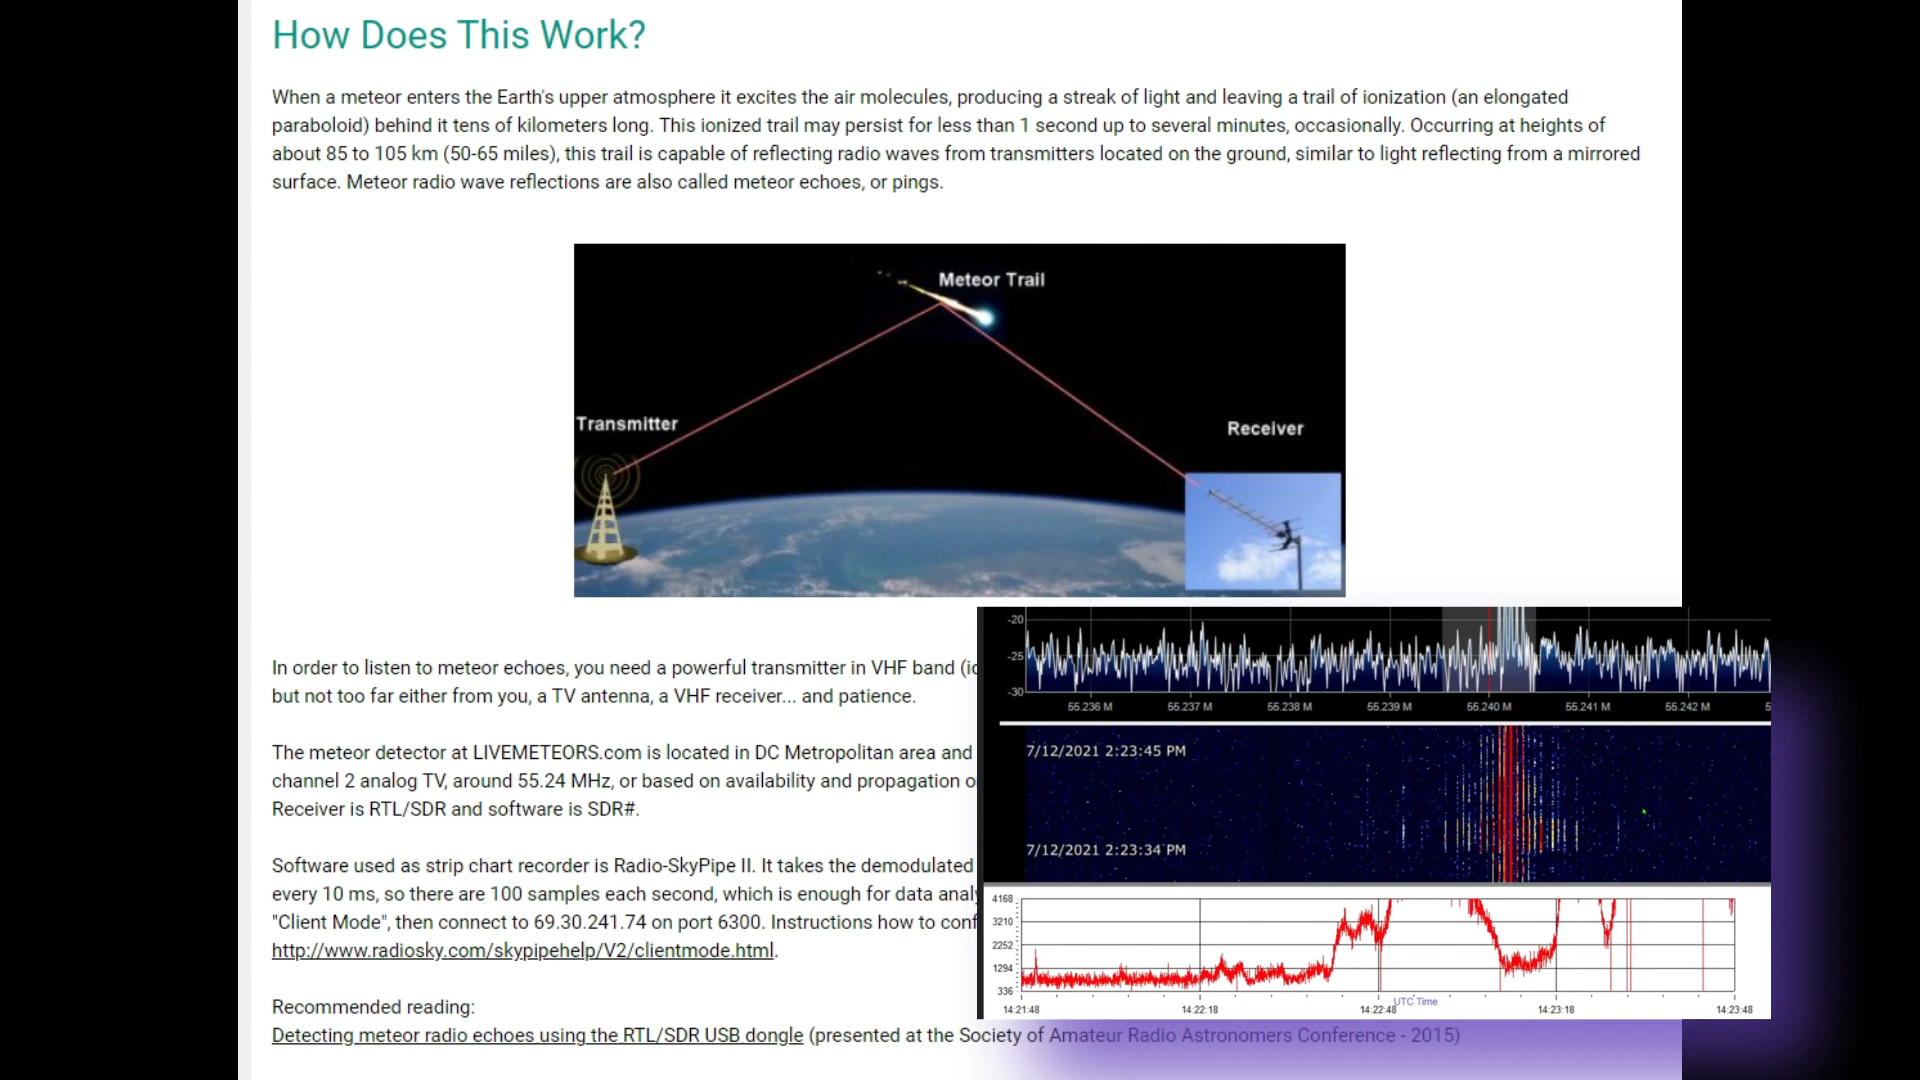 How Does This Work?
When a meteor enters the Earth's upper atmosphere it excites the air molecules, producing a streak of light and leaving a trail of ionization (an elongated
paraboloid) behind it tens of kilometers long. This ionized trail may persist for less than 1 second up to several minutes, occasionally. Occurring at heights of
about 85 to 105 km (50-65 miles), this trail is capable of reflecting radio waves from transmitters located on the ground, similar to light reflecting from a mirrored
surface. Meteor radio wave reflections are also called meteor echoes, or pings.
Meteor Trail
Transmitter
Receiver
In order to listen to meteor echoes, you need a powerful transmitter in VHF band
but not too far either from you, a TV antenna, a VHF receiver... and patience.
The meteor detector at LIVEMETEORS.com is located in DC Metropolitan area and
channel 2 analog TV, around 55.24 MHz, or based on availability and propagation
Receiver is RTL/SDR and software is SDR#.
Software used as strip chart recorder is Radio-SkyPipe II. It takes the demodulated
every 10 ms, so there are 100 samples each second, which is enough for data
"Client Mode", then connect to 69.30.241.74 on port 6300. Instructions how to
http://www.radiosky.com/skypipehelp/V2/clientmode.html.
Recommended reading:
Detecting meteor radio echoes using the RTL/SDR USB dongle (presented at the Society of Amateur Radio Astronomers Conference - 2015)
-20
-25
-30
55.236 M 55.237 M 55.238 M 55.239 M 55.240 M 55.241 M 55.242 M
7/12/2021 2:23:45 PM
7/12/2021 2:23:34 PM
4168
3210
2252
1294
336
UTC Time
14:21:48 14:22:18 14:22:48 14:23:18 14:23:48